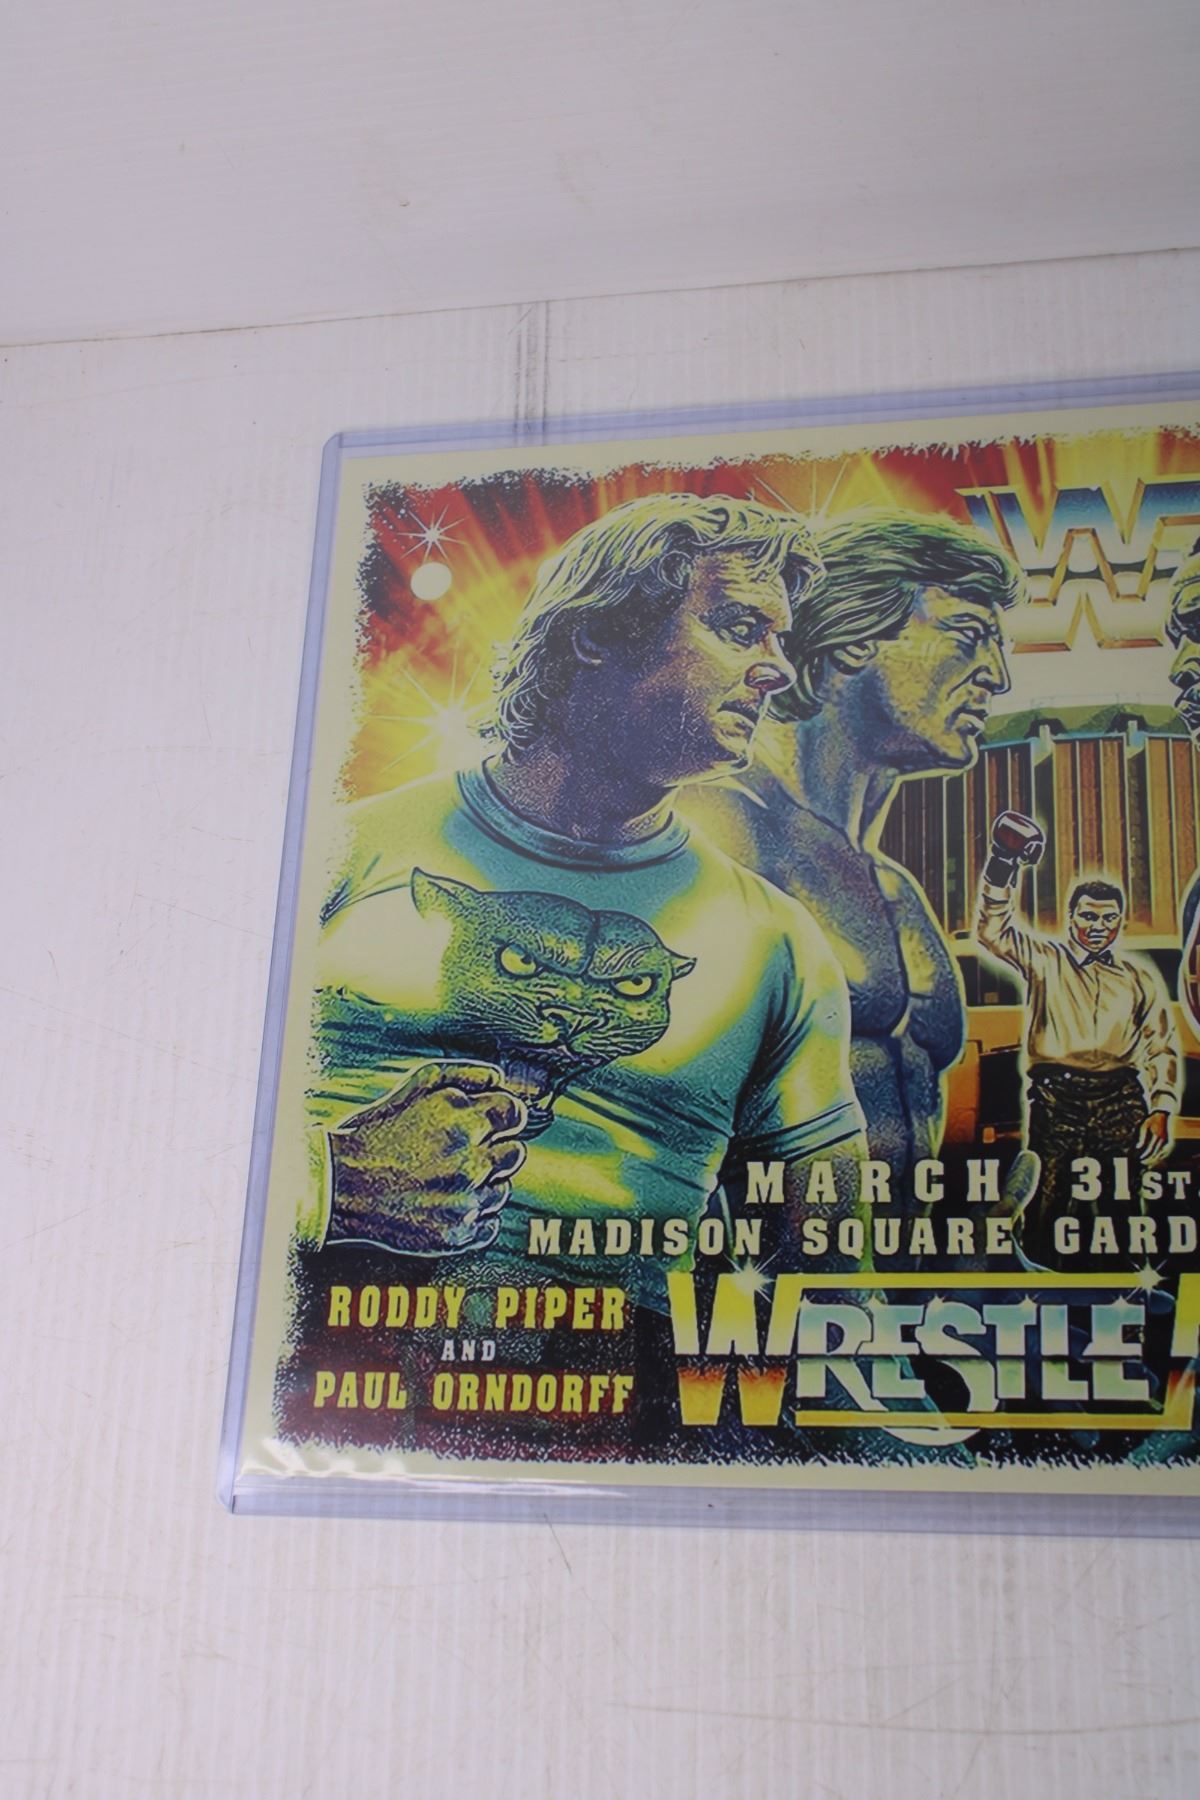 MARCH 31ST
MADISON SQUARE GARD
RODDY PIPER
AND
PAUL ORNDORFF
WRESTLE